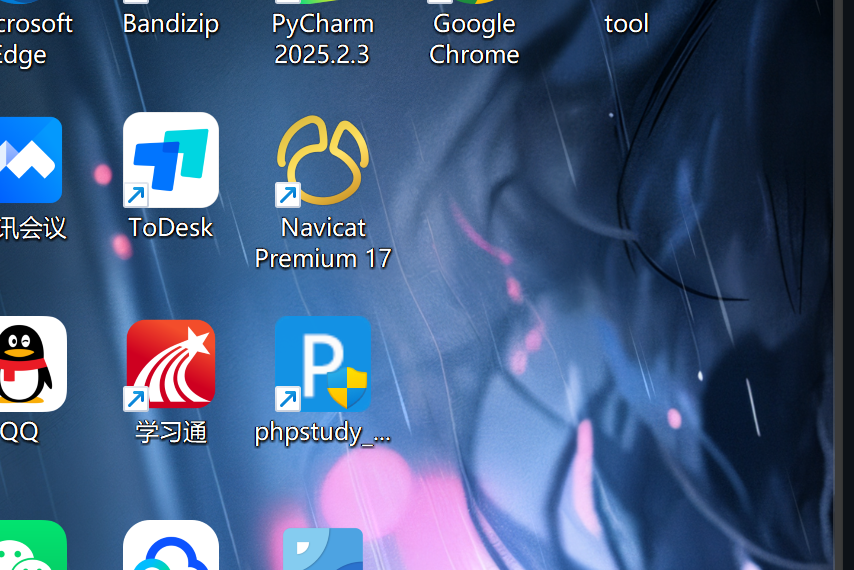 crosoft
Edge
Bandizip
PyCharm
2025.2.3
Google
Chrome
tool
讯会议
ToDesk
Navicat
Premium 17
QQ
学习通
P
phpstudy_...